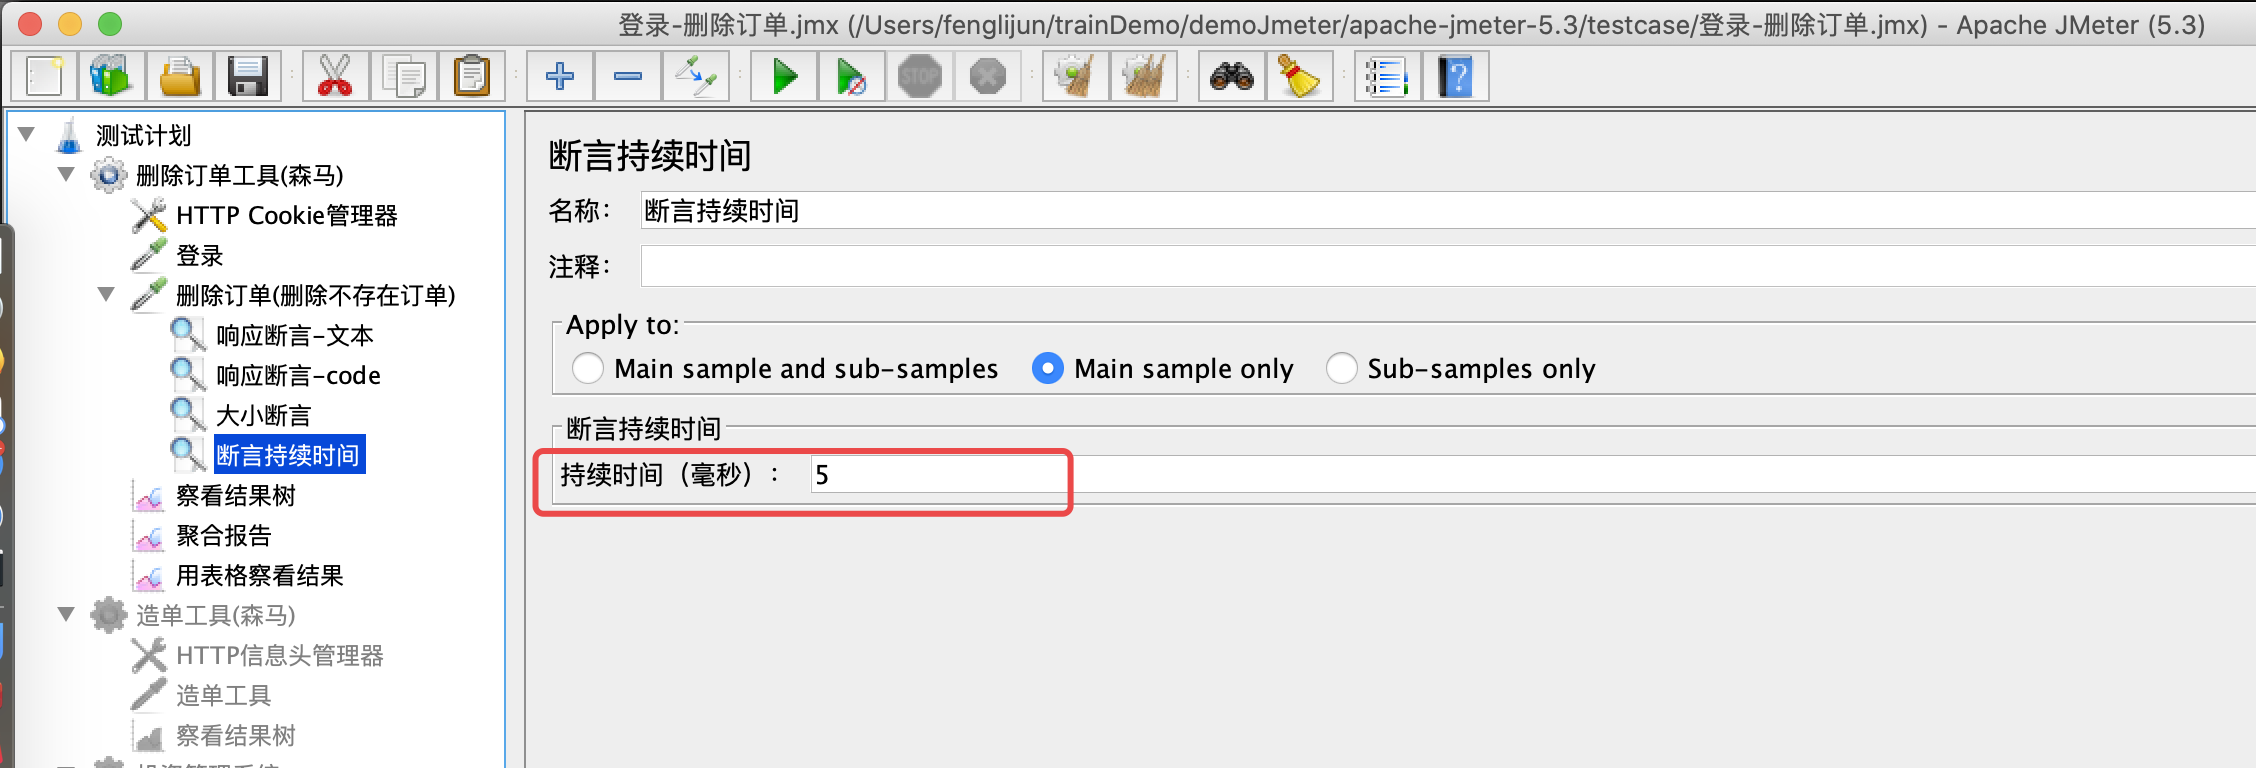 登录-删除订单.jmx (/Users/fenglijun/trainDemo/demoJmeter/apache-jmeter-5.3/testcase/登录-删除订单.jmx) - Apache JMeter (5.3)
STOP
测试计划
删除订单工具(森马)
HTTP Cookie管理器
登录
删除订单(删除不存在订单)
响应断言-文本
响应断言-code
大小断言
断言持续时间
察看结果树
聚合报告
用表格察看结果
造单工具(森马)
HTTP信息头管理器
造单工具
察看结果树
断言持续时间
名称： 断言持续时间
注释：
Apply to:
Main sample and sub-samples Main sample only Sub-samples only
断言持续时间
持续时间（毫秒）： 5